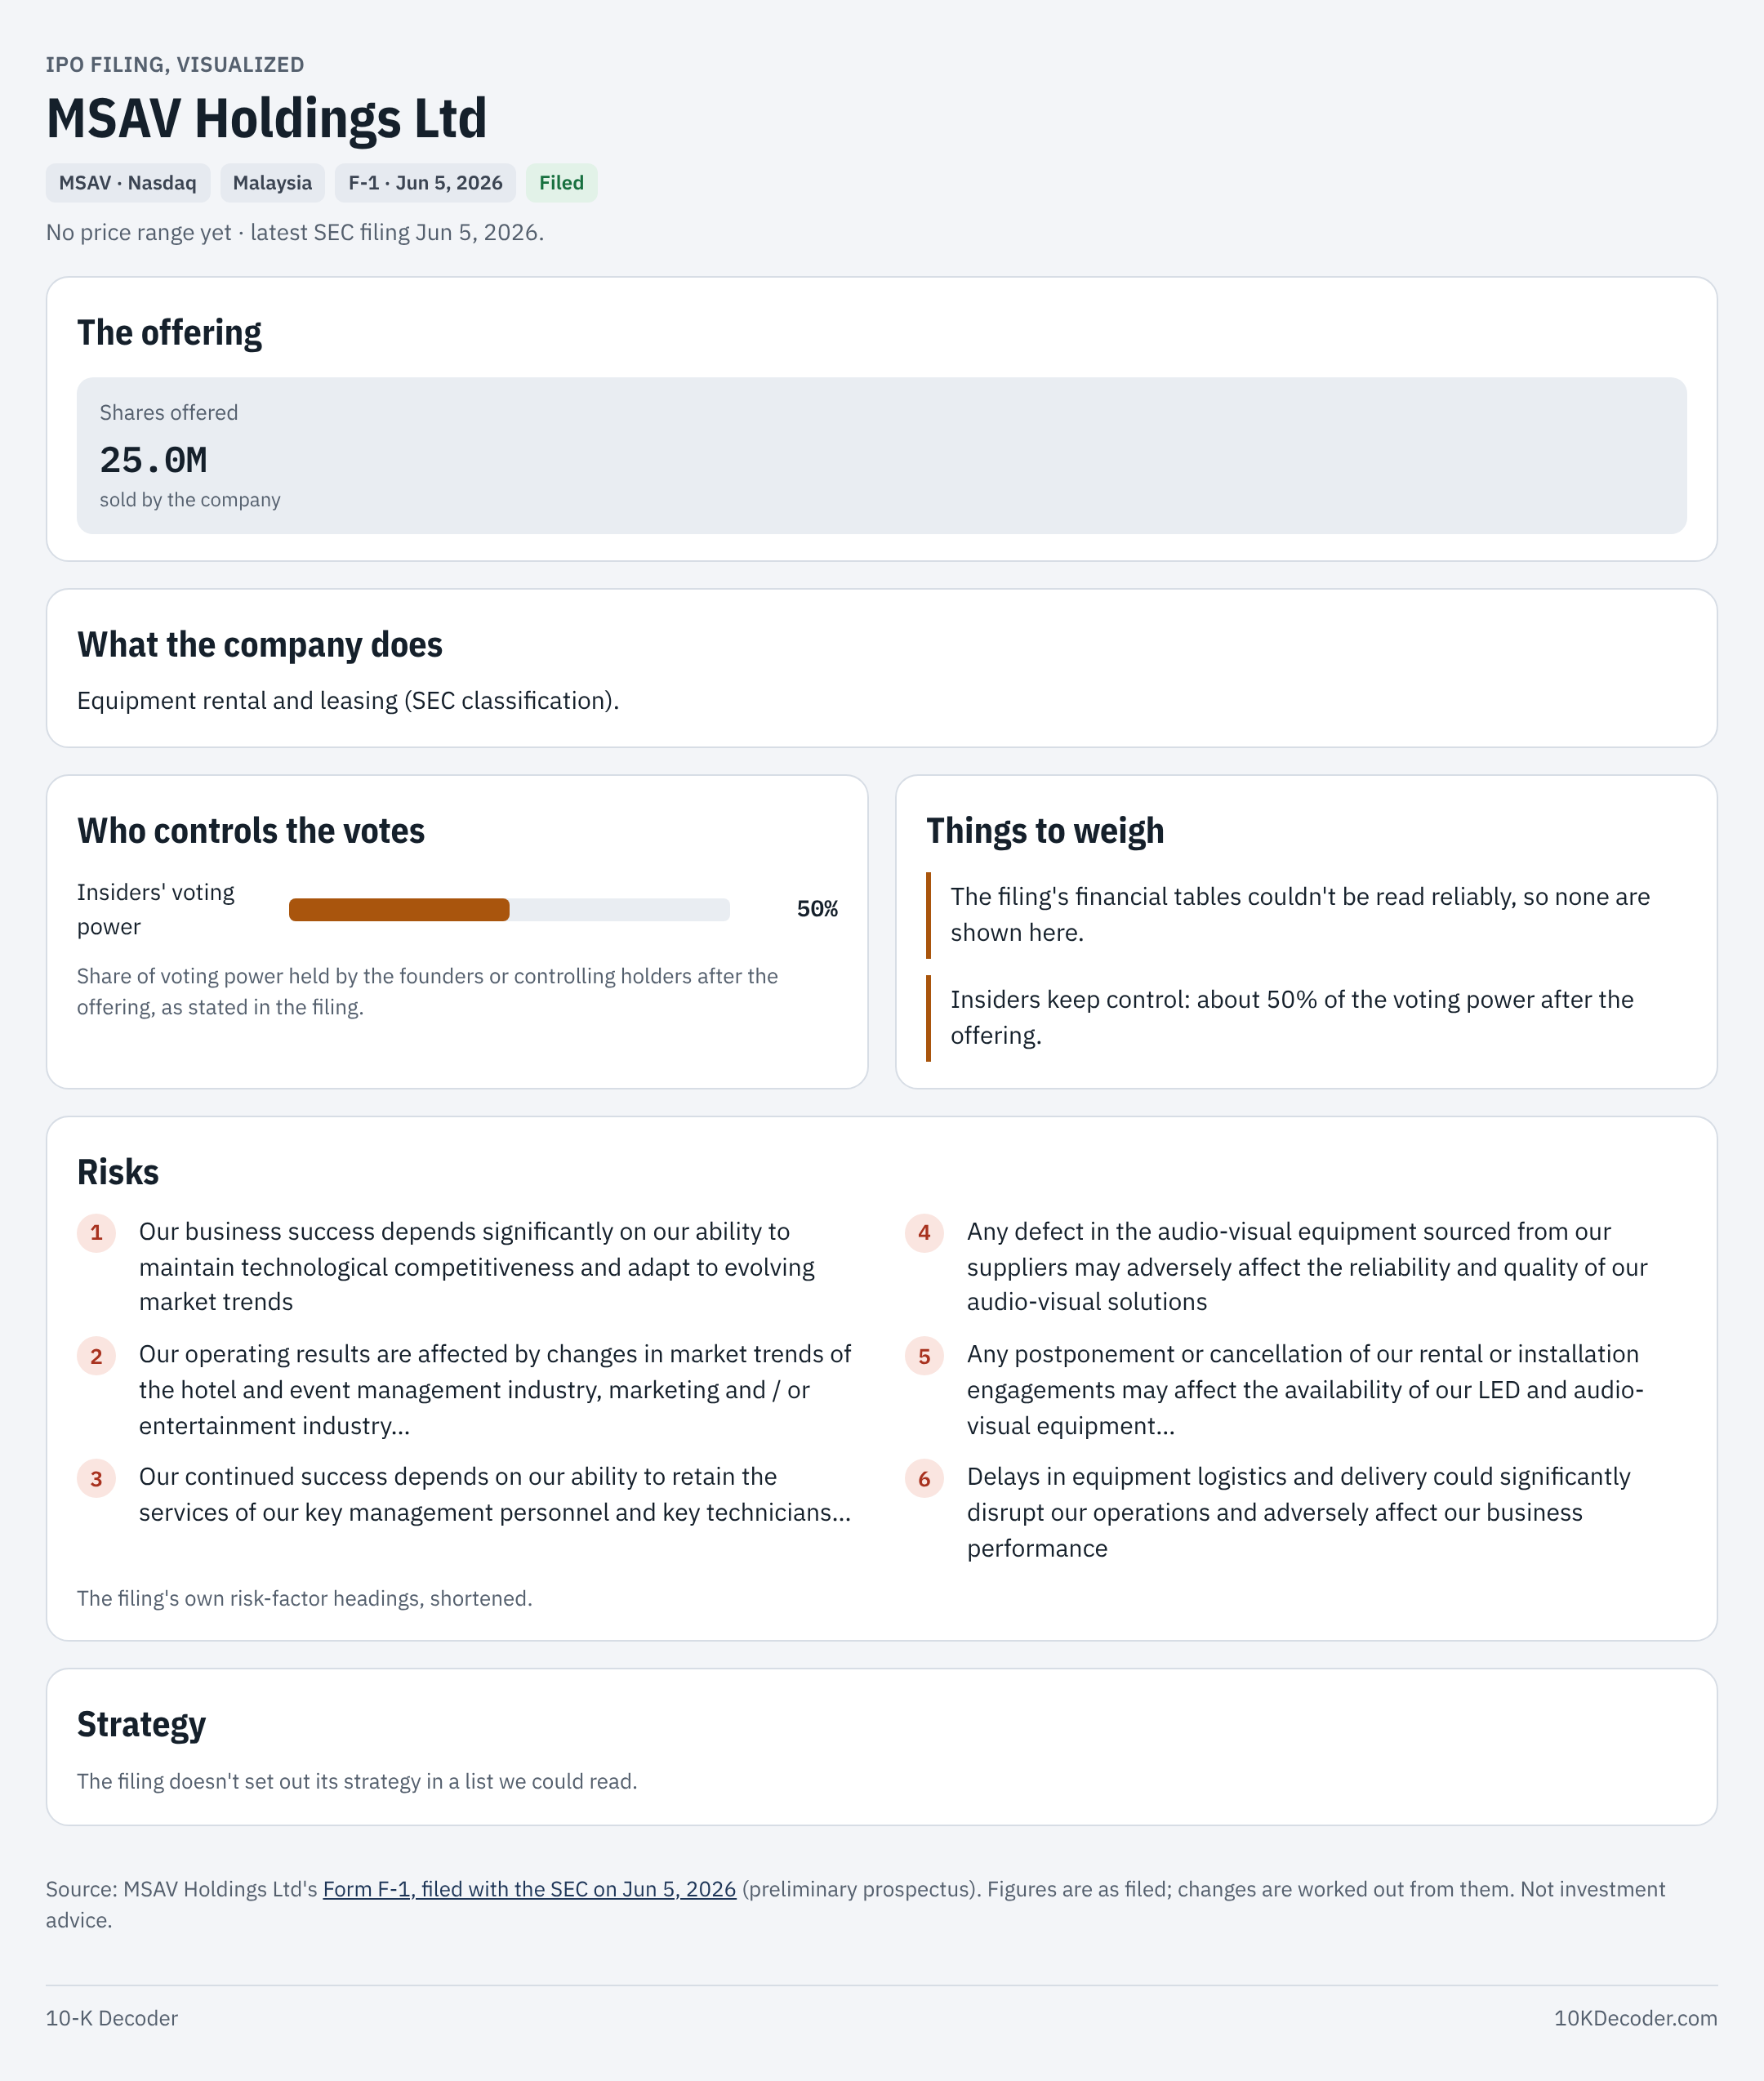 IPO FILING, VISUALIZED
MSAV Holdings Ltd
MSAV · Nasdaq
Malaysia
F-1 · Jun 5, 2026
Filed
No price range yet · latest SEC filing Jun 5, 2026.
The offering
Shares offered
25.0M
sold by the company
What the company does
Equipment rental and leasing (SEC classification).
Who controls the votes
Insiders' voting
power
50%
Share of voting power held by the founders or controlling holders after the
offering, as stated in the filing.
Things to weigh
The filing's financial tables couldn't be read reliably, so none are
shown here.
Insiders keep control: about 50% of the voting power after the
offering.
Risks
1
Our business success depends significantly on our ability to
maintain technological competitiveness and adapt to evolving
market trends
2
Our operating results are affected by changes in market trends of
the hotel and event management industry, marketing and / or
entertainment industry...
3
Our continued success depends on our ability to retain the
services of our key management personnel and key technicians...
4
Any defect in the audio-visual equipment sourced from our
suppliers may adversely affect the reliability and quality of our
audio-visual solutions
5
Any postponement or cancellation of our rental or installation
engagements may affect the availability of our LED and audio-
visual equipment...
6
Delays in equipment logistics and delivery could significantly
disrupt our operations and adversely affect our business
performance
The filing's own risk-factor headings, shortened.
Strategy
The filing doesn't set out its strategy in a list we could read.
Source: MSAV Holdings Ltd's Form F-1, filed with the SEC on Jun 5, 2026 (preliminary prospectus). Figures are as filed; changes are worked out from them. Not investment
advice.
10-K Decoder
10KDecoder.com